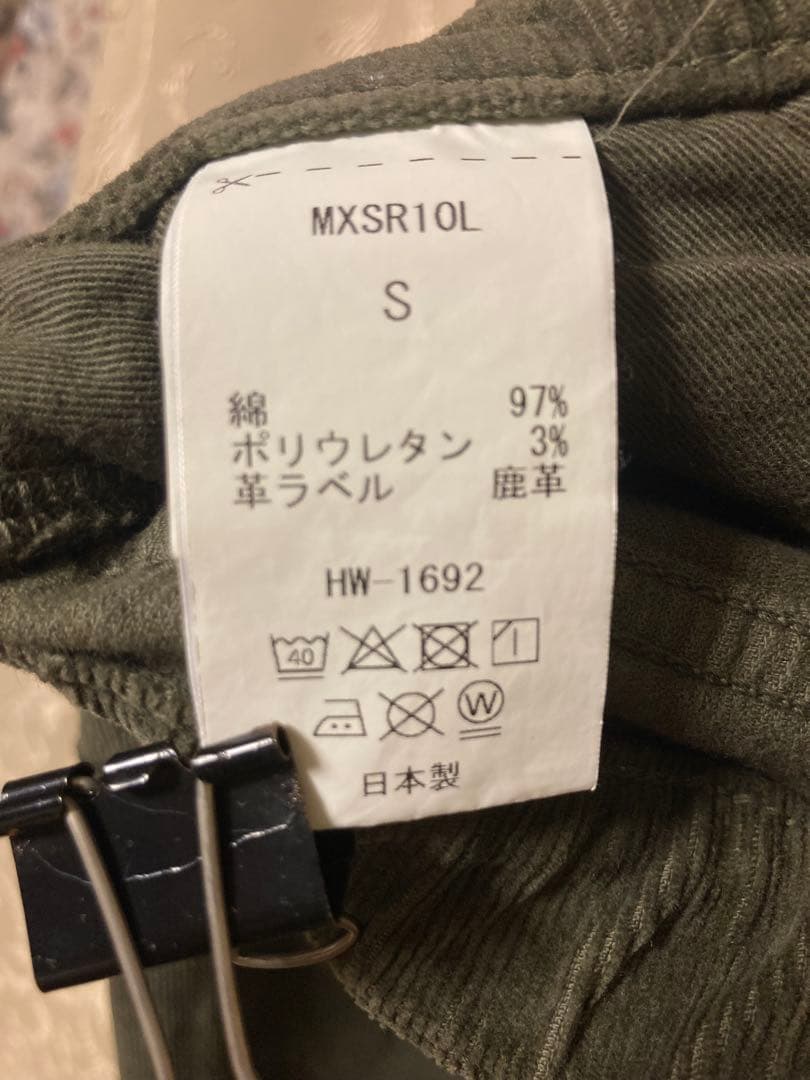 MXSR10L
S
綿 97%
ポリウレタン 3%
革ラベル 鹿革
HW-1692
40
W
日本製